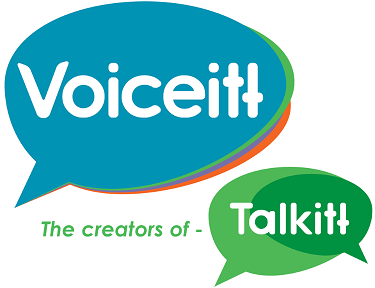 Voiceitt
The creators of -
Talkitt